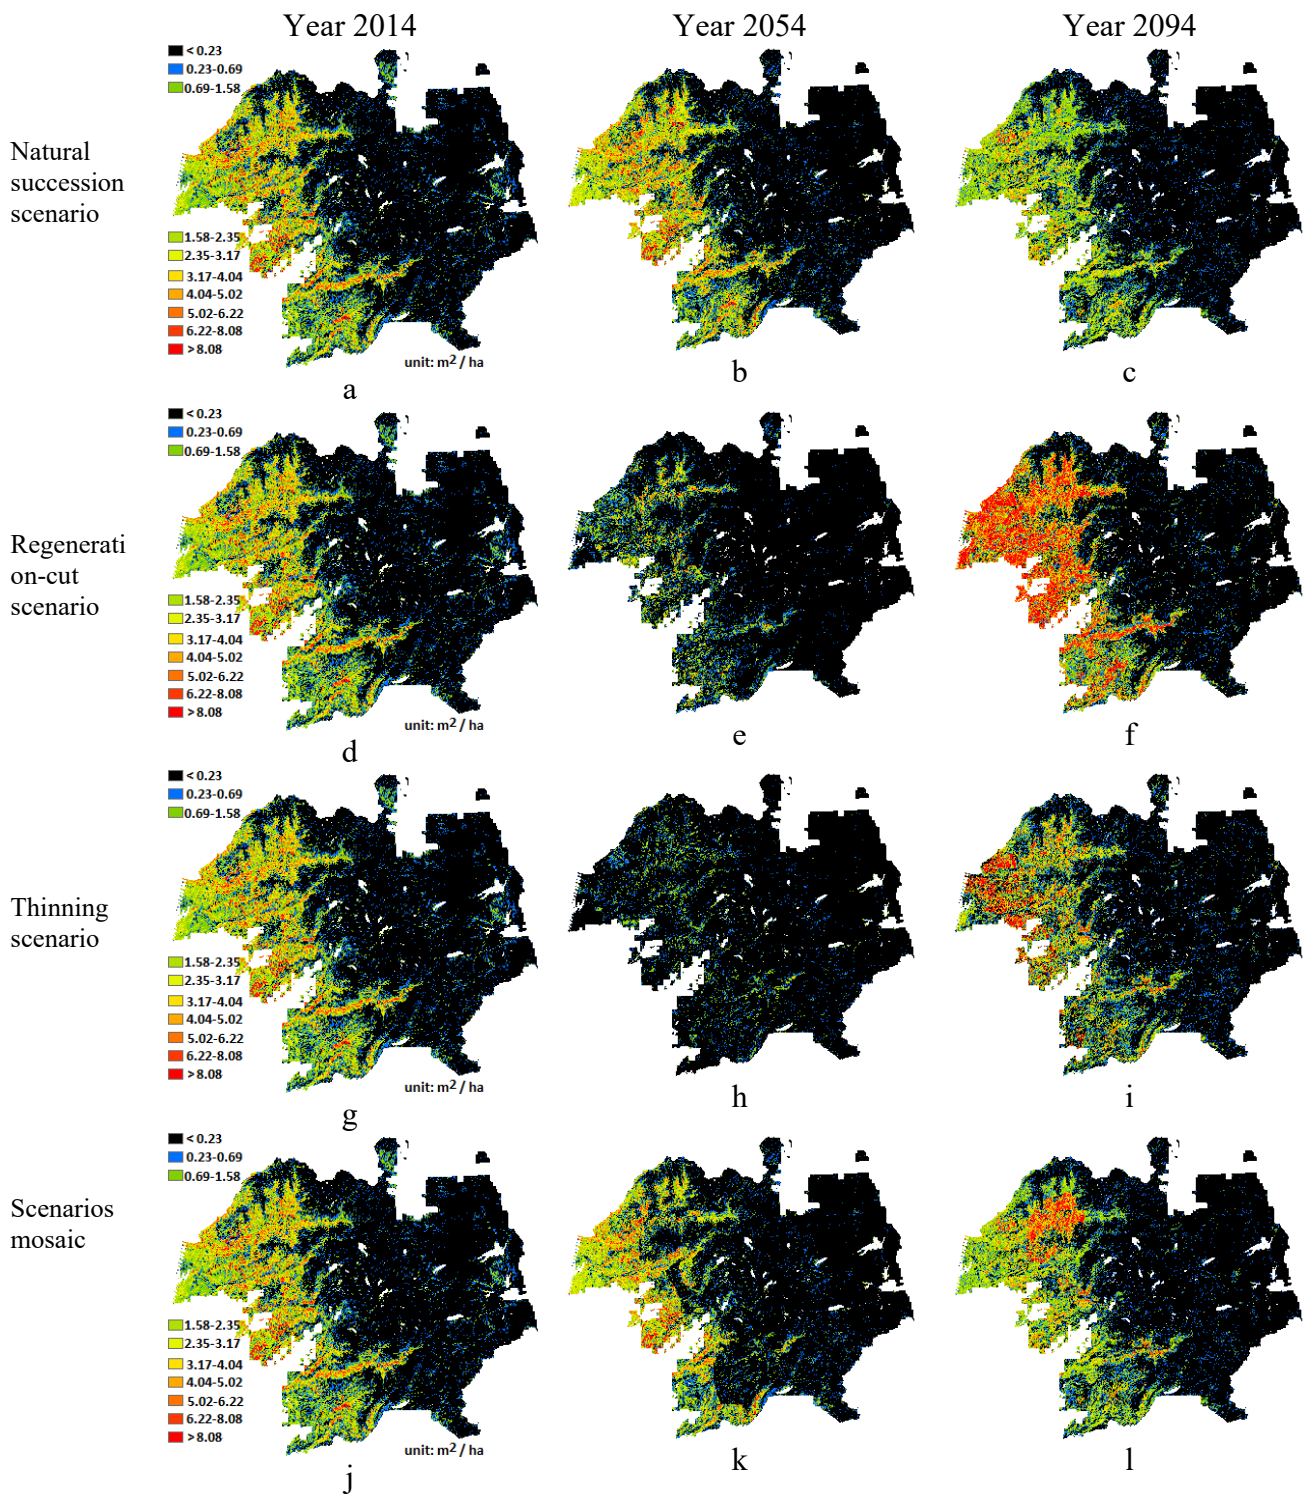 Year 2014 Year 2054 Year 2094
< 0.23
0.23-0.69
0.69-1.58
Natural
succession
scenario
1.58-2.35
2.35-3.17
3.17-4.04
4.04-5.02
5.02-6.22
6.22-8.08
>8.08
unit: m2 / ha
a b c
< 0.23
0.23-0.69
0.69-1.58
Regenerati
on-cut
scenario
1.58-2.35
2.35-3.17
3.17-4.04
4.04-5.02
5.02-6.22
6.22-8.08
>8.08
unit: m2 / ha
d e f
< 0.23
0.23-0.69
0.69-1.58
Thinning
scenario
1.58-2.35
2.35-3.17
3.17-4.04
4.04-5.02
5.02-6.22
6.22-8.08
>8.08
unit: m2 / ha
g h i
< 0.23
0.23-0.69
0.69-1.58
Scenarios
mosaic
1.58-2.35
2.35-3.17
3.17-4.04
4.04-5.02
5.02-6.22
6.22-8.08
>8.08
unit: m2 / ha
j k l